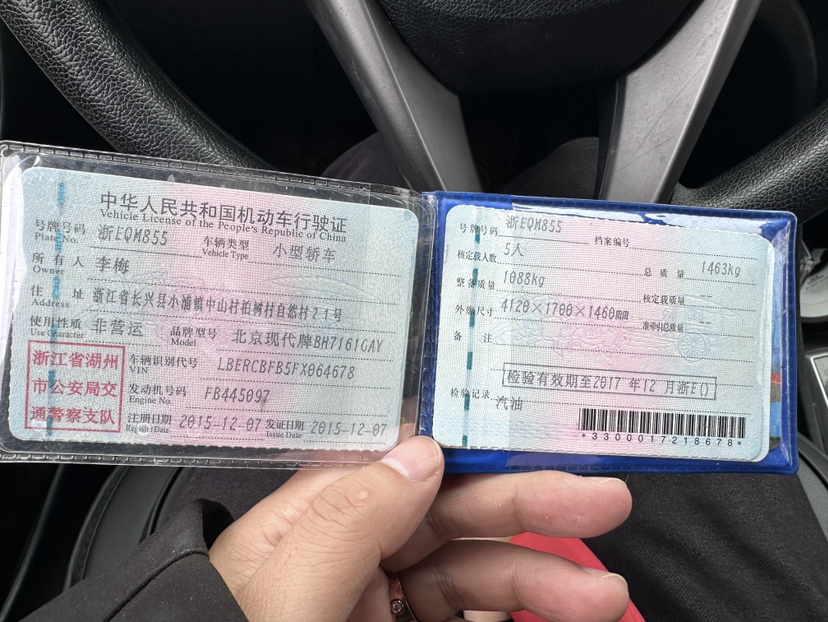 中华人民共和国机动车行驶证
Vehicle License of the People's Republic of China
号牌号码 浙EQM855 车辆类型 小型轿车
Plate No. Vehicle Type
所有人 李梅
Owner
住址 浙江省长兴县小浦镇中山村柏树村自然村21号
Address
使用性质 非营运 品牌型号 北京现代牌BH7161GAY
Use Character Model
浙江省湖州
市公安局交
通警察支队
车辆识别代号 LBERCBFB5FX064678
VIN
发动机号码 FB445097
Engine No.
注册日期 2015-12-07 发证日期 2015-12-07
Register Date Issue Date
号牌号码 浙EQM855 档案编号
核定载人数 5人 总质量 1463kg
整备质量 1088kg 核定载质量 --
外廓尺寸 4120×1700×1460mm 准牵引总质量 --
备注
检验有效期至2017年12月浙E()
检验记录 汽油
*3300017218678*